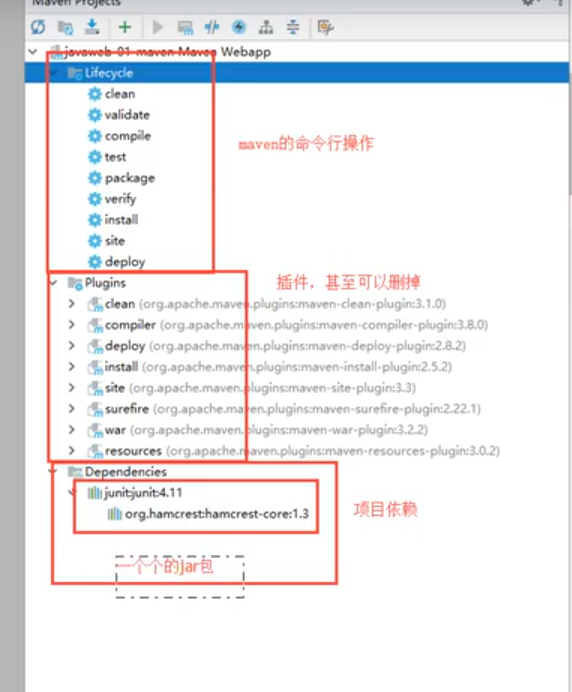 Maven Projects
javaweb-01-maven Maven Webapp
Lifecycle
clean
validate
compile
maven的命令行操作
test
package
verify
install
site
deploy
Plugins
插件，甚至可以删掉
clean (org.apache.maven.plugins:maven-clean-plugin:3.1.0)
compiler (org.apache.maven.plugins:maven-compiler-plugin:3.8.0)
deploy (org.apache.maven.plugins:maven-deploy-plugin:2.8.2)
install (org.apache.maven.plugins:maven-install-plugin:2.5.2)
site (org.apache.maven.plugins:maven-site-plugin:3.3)
surefire (org.apache.maven.plugins:maven-surefire-plugin:2.22.1)
war (org.apache.maven.plugins:maven-war-plugin:3.2.2)
resources (org.apache.maven.plugins:maven-resources-plugin:3.0.2)
Dependencies
junit:junit:4.11
org.hamcrest:hamcrest-core:1.3
项目依赖
一个个的jar包